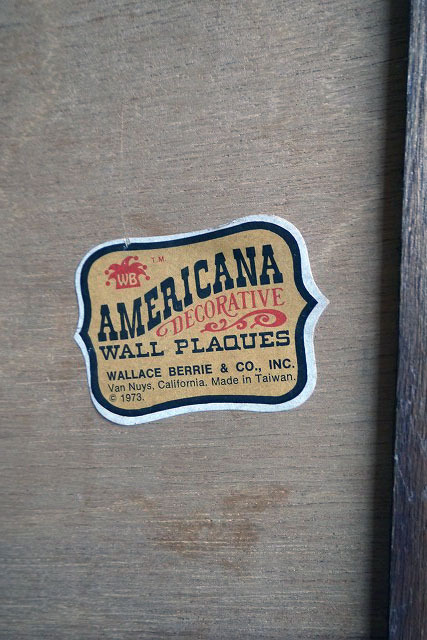 WB T.M.
AMERICANA
DECORATIVE
WALL PLAQUES
WALLACE BERRIE & CO., INC.
Van Nuys, California. Made in Taiwan.
© 1973.